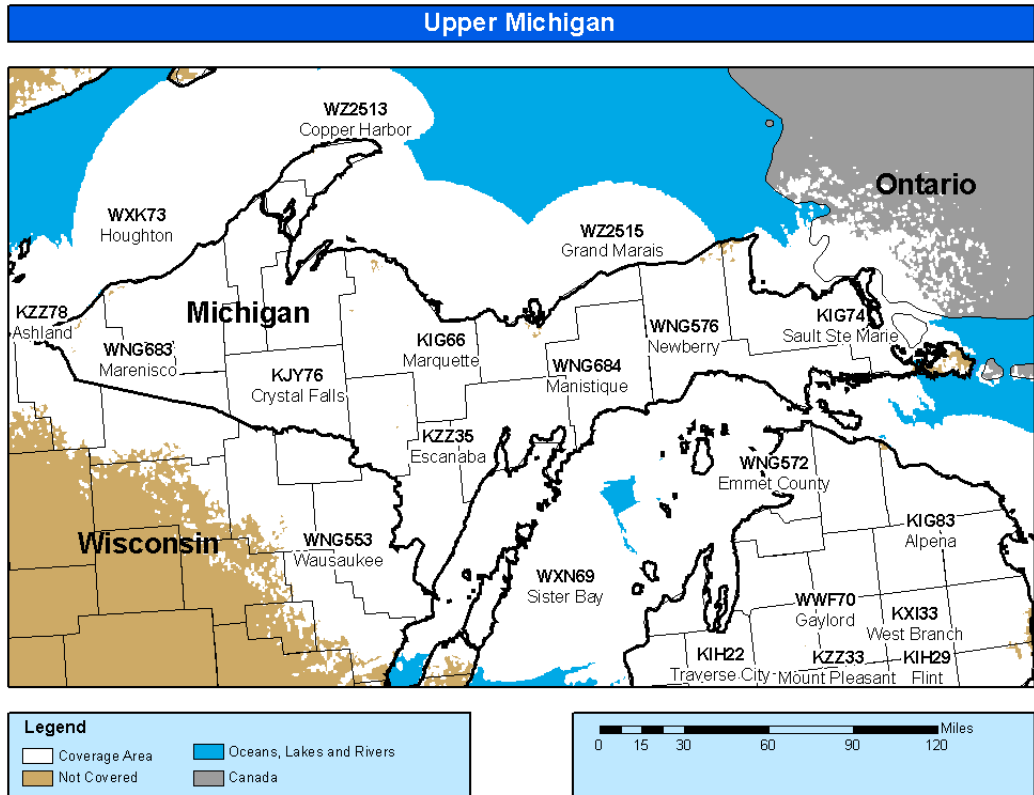 Upper Michigan
WZ2513
Copper Harbor
Ontario
WXK73
Houghton
WZ2515
Grand Marais
KZZ78
Ashland
Michigan
KIG74
Sault Ste Marie
WNG683
Marenisco
KIG66
Marquette
WNG576
Newberry
KJY76
Crystal Falls
WNG684
Manistique
KZZ35
Escanaba
WNG572
Emmet County
Wisconsin
WNG553
Wausaukee
KIG83
Alpena
WXN69
Sister Bay
WWF70
Gaylord
KXI33
West Branch
KIH22
Traverse City
KZZ33
Mount Pleasant
KIH29
Flint
Legend
Coverage Area
Oceans, Lakes and Rivers
Not Covered
Canada
Miles
0 15 30 60 90 120